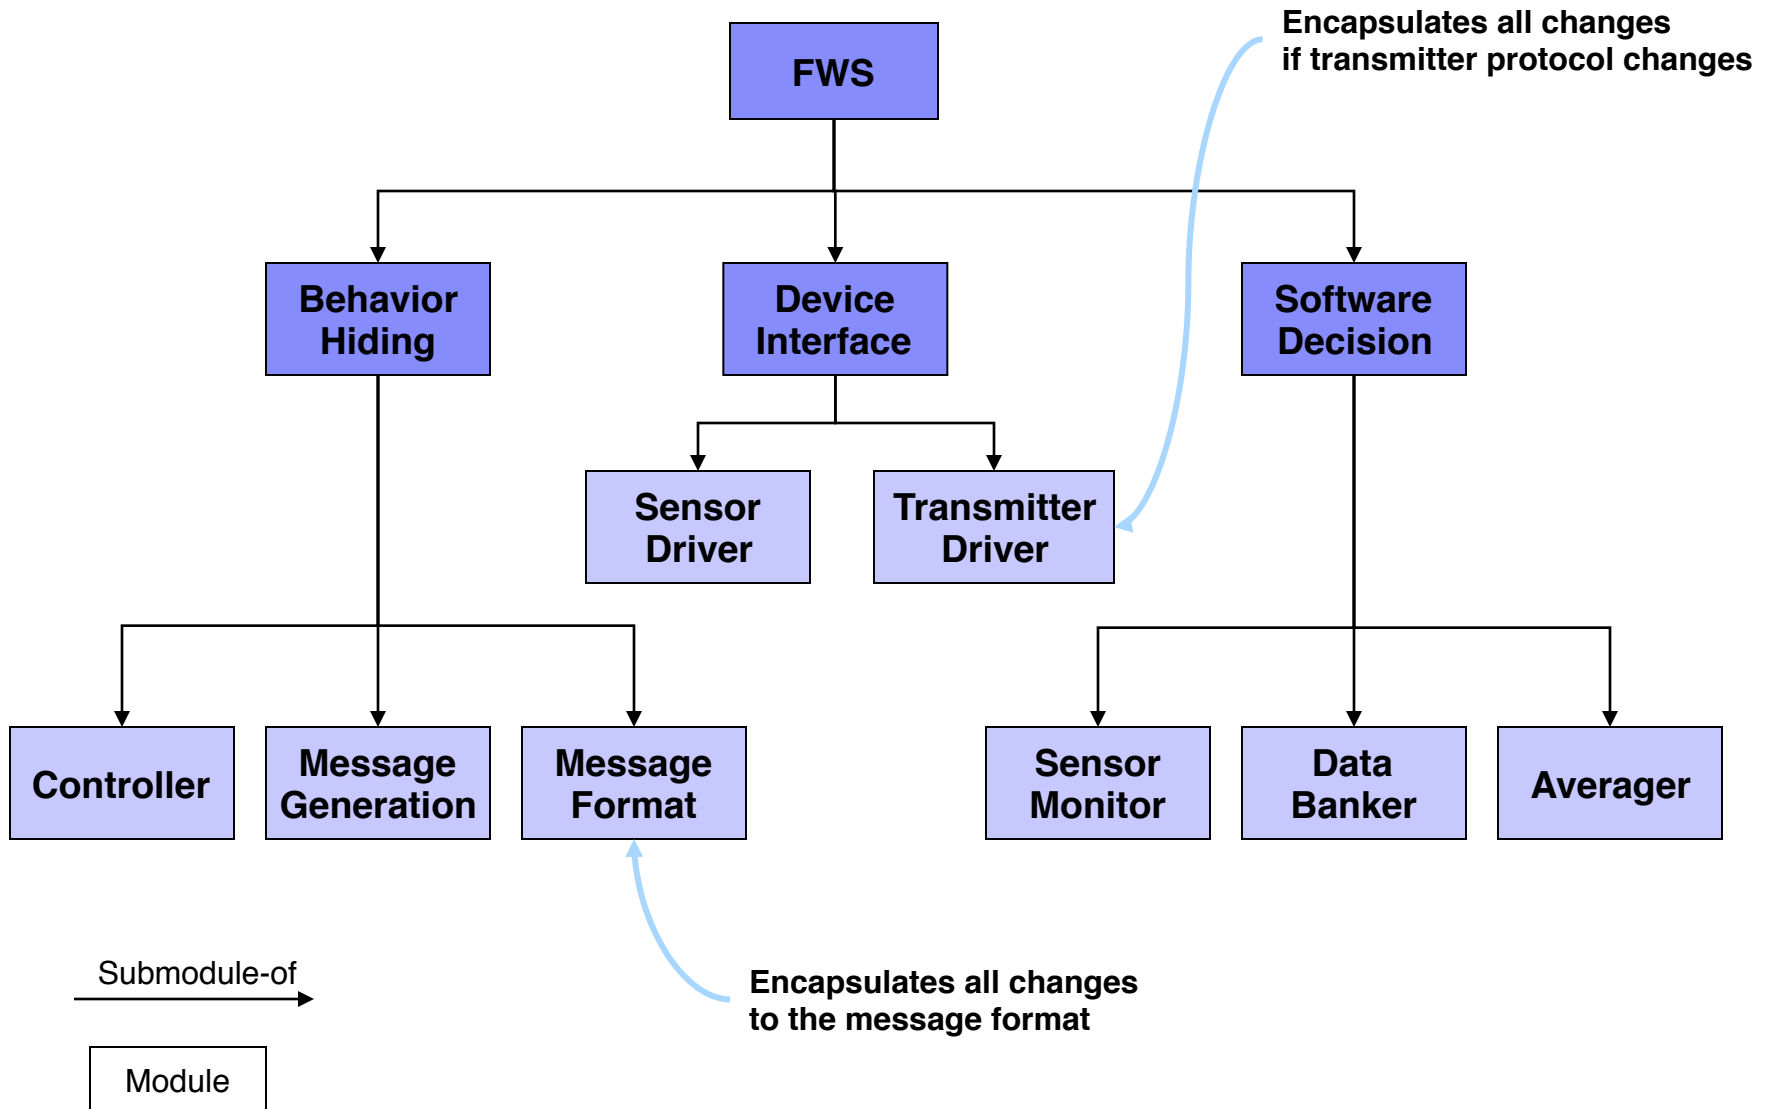 Encapsulates all changes
if transmitter protocol changes
FWS
Behavior
Hiding
Device
Interface
Software
Decision
Sensor
Driver
Transmitter
Driver
Controller
Message
Generation
Message
Format
Sensor
Monitor
Data
Banker
Averager
Submodule-of
Encapsulates all changes
to the message format
Module